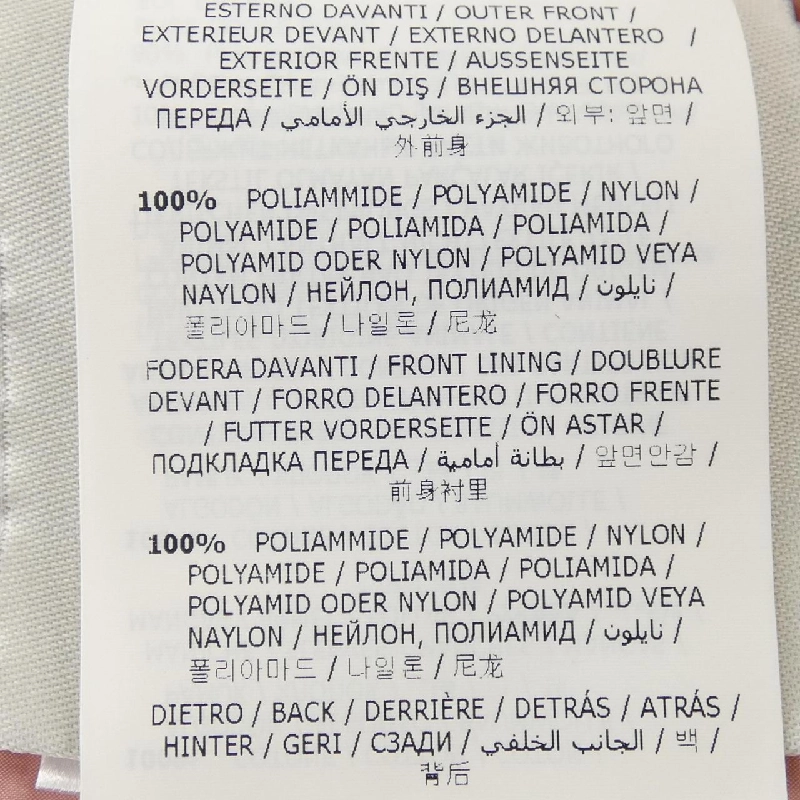 ESTERNO DAVANTI / OUTER FRONT /
EXTERIEUR DEVANT / EXTERNO DELANTERO /
EXTERIOR FRENTE / AUSSENSEITE
VORDERSEITE / ÖN DIŞ / ВНЕШНЯЯ СТОРОНА
ПЕРЕДА / الجزء الخارجي الأمامي / 외부: 앞면 /
外前身
100% POLIAMMIDE / POLYAMIDE / NYLON /
POLYAMIDE / POLIAMIDA / POLIAMIDA /
POLYAMID ODER NYLON / POLYAMID VEYA
NAYLON / НЕЙЛОН, ПОЛИАМИД / نايلون /
폴리아마드 / 나일론 / 尼龙
FODERA DAVANTI / FRONT LINING / DOUBLURE
DEVANT / FORRO DELANTERO / FORRO FRENTE
/ FUTTER VORDERSEITE / ÖN ASTAR /
ПОДКЛАДКА ПЕРЕДА / بطانة أمامية / 앞면안감 /
前身衬里
100% POLIAMMIDE / POLYAMIDE / NYLON /
POLYAMIDE / POLIAMIDA / POLIAMIDA /
POLYAMID ODER NYLON / POLYAMID VEYA
NAYLON / НЕЙЛОН, ПОЛИАМИД / نايلون /
폴리아마드 / 나일론 / 尼龙
DIETRO / BACK / DERRIÈRE / DETRÁS / ATRÁS /
HINTER / GERI / СЗАДИ / الجانب الخلفي / 백 /
背后